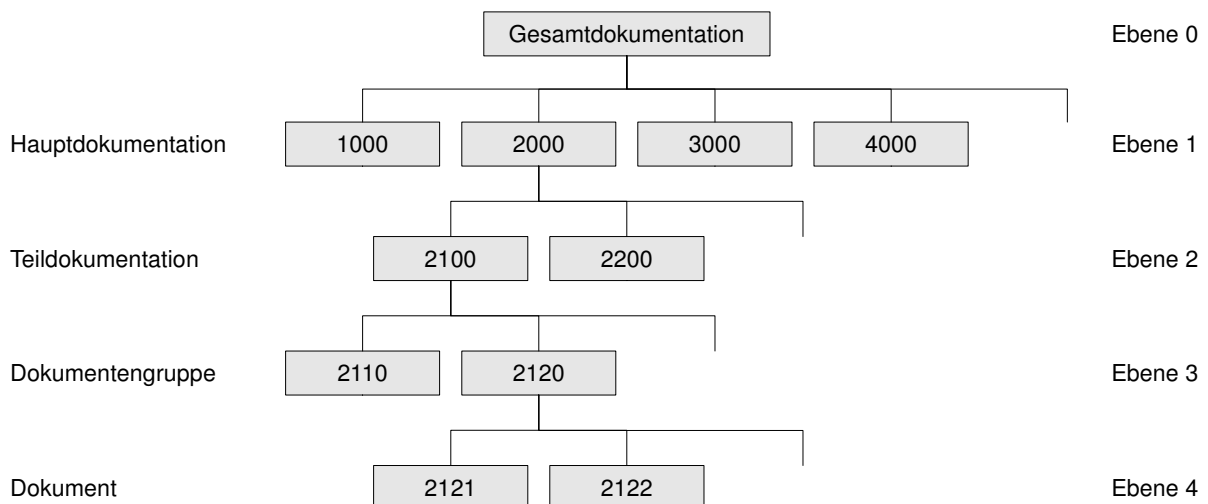 Gesamtdokumentation Ebene 0
Hauptdokumentation 1000 2000 3000 4000 Ebene 1
Teildokumentation 2100 2200 Ebene 2
Dokumentengruppe 2110 2120 Ebene 3
Dokument 2121 2122 Ebene 4